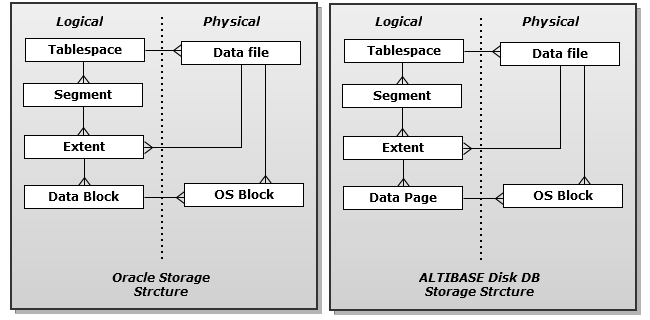 Logical Physical
Tablespace Data file
Segment
Extent
Data Block OS Block
Oracle Storage
Strcture
Logical Physical
Tablespace Data file
Segment
Extent
Data Page OS Block
ALTIBASE Disk DB
Storage Strcture